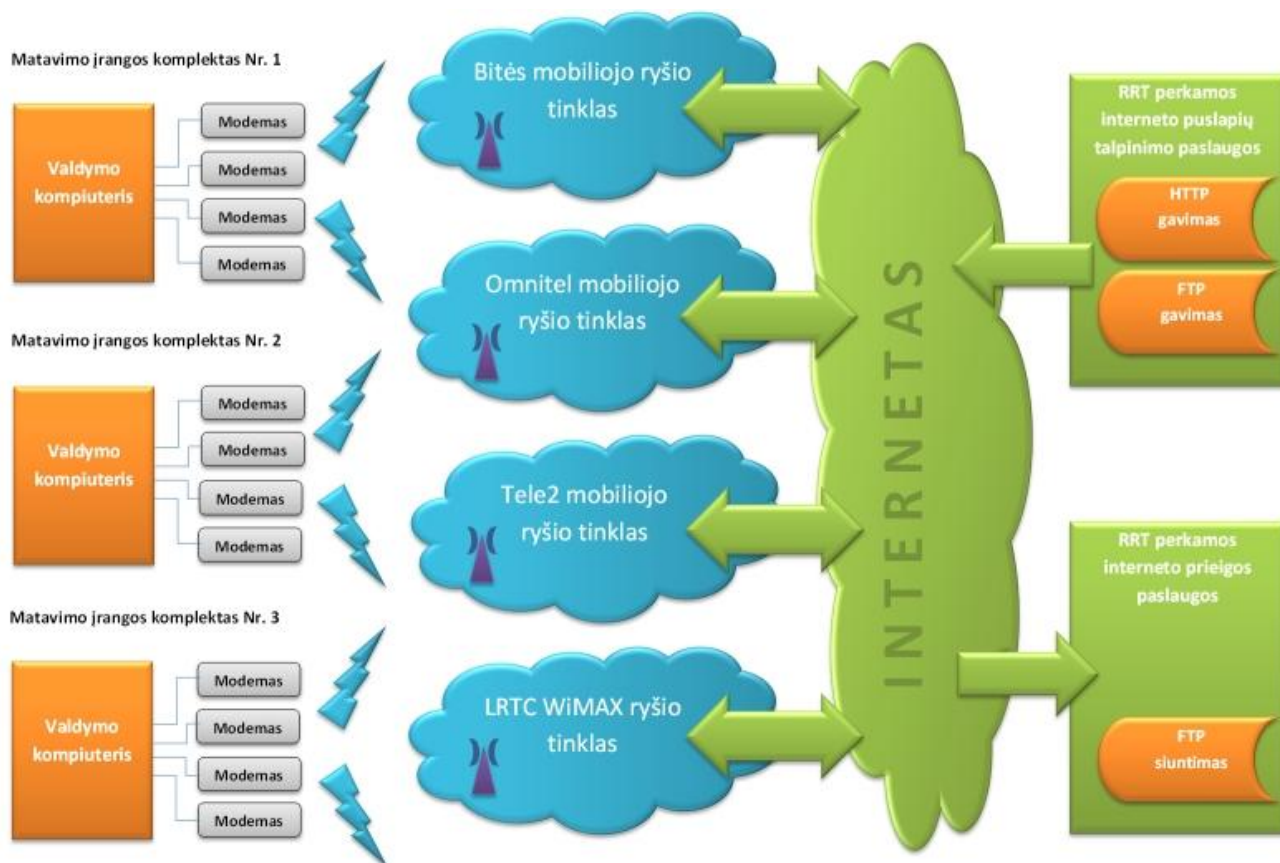 Matavimo įrangos komplektas Nr. 1
Valdymo
kompiuteris
Modemas
Modemas
Modemas
Modemas
Matavimo įrangos komplektas Nr. 2
Valdymo
kompiuteris
Modemas
Modemas
Modemas
Modemas
Matavimo įrangos komplektas Nr. 3
Valdymo
kompiuteris
Modemas
Modemas
Modemas
Modemas
Bitės mobiliojo ryšio
tinklas
Omnitel mobiliojo
ryšio tinklas
Tele2 mobiliojo
ryšio tinklas
LRTC WiMAX ryšio
tinklas
INTERNETAS
RRT perkamos
interneto puslapių
talpinimo paslaugos
HTTP
gavimas
FTP
gavimas
RRT perkamos
interneto prieigos
paslaugos
FTP
siuntimas